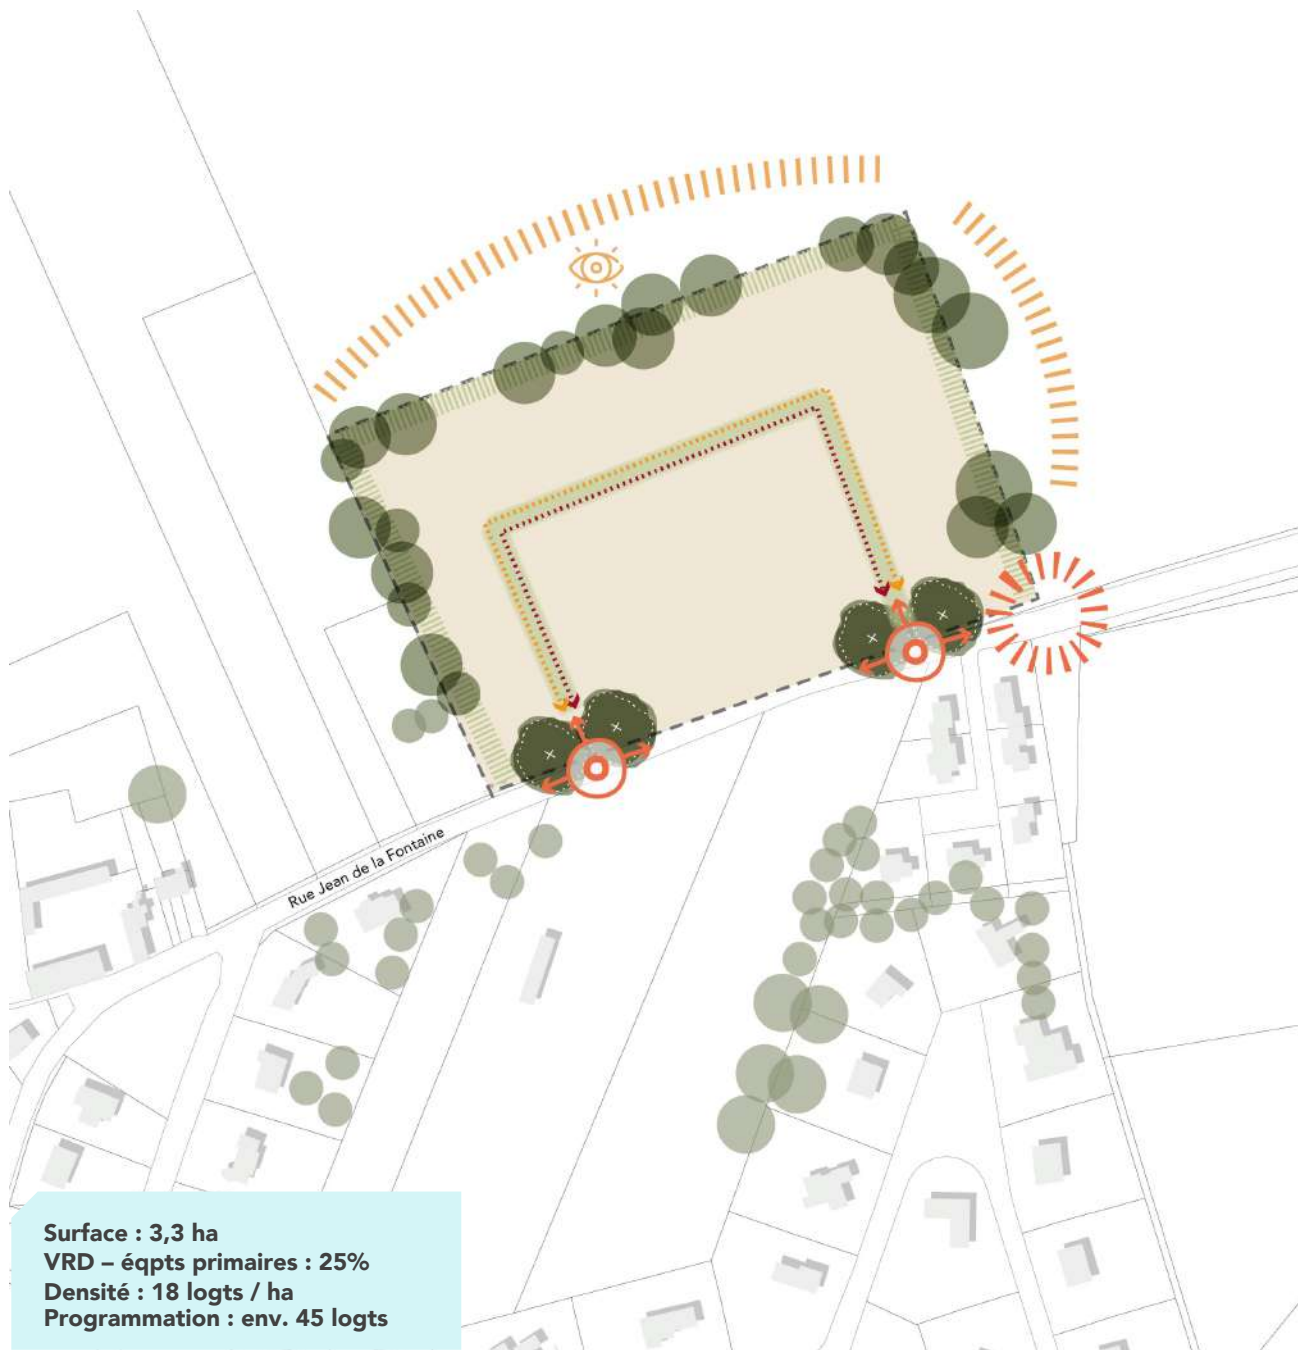 Rue Jean de la Fontaine
Surface : 3,3 ha
VRD – éqpts primaires : 25%
Densité : 18 logts / ha
Programmation : env. 45 logts